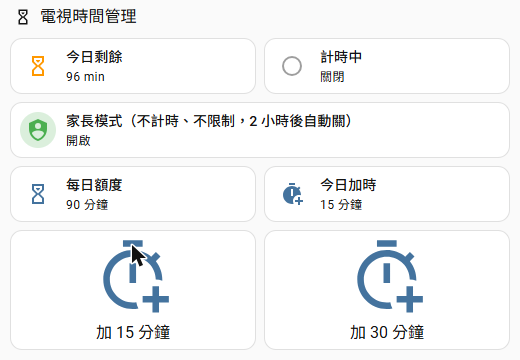 電視時間管理
今日剩餘
96 min
計時中
關閉
家長模式（不計時、不限制，2 小時後自動關）
開啟
每日額度
90 分鐘
今日加時
15 分鐘
加 15 分鐘
加 30 分鐘